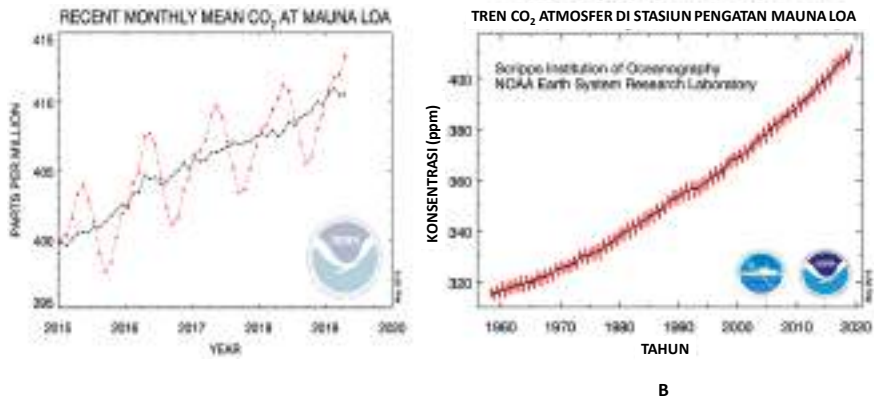 RECENT MONTHLY MEAN CO₂ AT MAUNA LOA
PARTS PER MILLION
415
410
405
400
395
2015
2016
2017
2018
2019
2020
YEAR
TREN CO₂ ATMOSFER DI STASIUN PENGATAN MAUNA LOA
Scripps Institution of Oceanography
NOAA Earth System Research Laboratory
KONSENTRASI (ppm)
400
380
360
340
320
1960
1970
1980
1990
2000
2010
2020
TAHUN
B